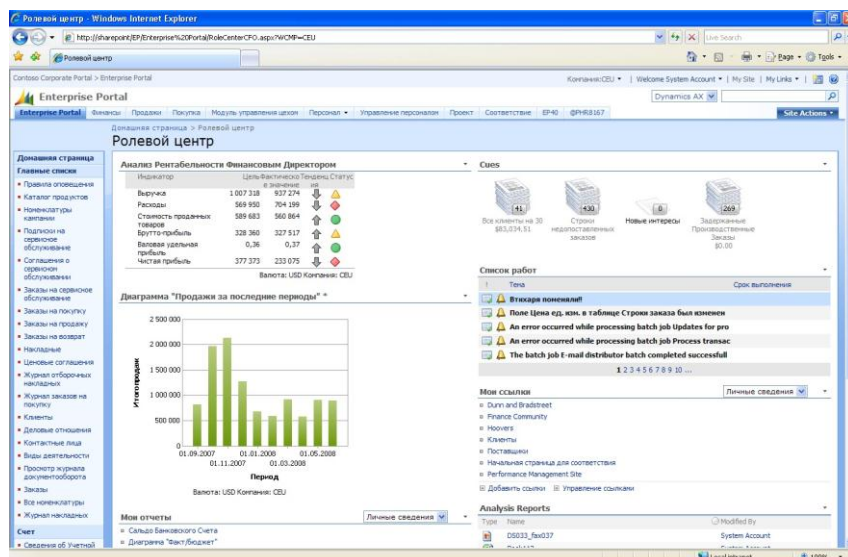 Ролевой центр - Windows Internet Explorer
http://sharepoint/EP/Enterprise%20Portal/RoleCenterCFO.aspx?WCMP=CEU
Live Search
Ролевой центр
Page
Tools
Contoso Corporate Portal > Enterprise Portal
Компания:CEU
Welcome System Account
My Site
My Links
Enterprise Portal
Dynamics AX
Enterprise Portal Финансы Продажи Покупка Модуль управления цехом Персонал Управление персоналом Проект Соответствие EP40 @PHR8167
Site Actions
Домашняя страница > Ролевой центр
Ролевой центр
Домашняя страница
Главные списки
Правила оповещения
Каталог продуктов
Номенклатуры
кампании
Подписки на
сервисное
обслуживание
Соглашения о
сервисном
обслуживании
Заказы на сервисное
обслуживание
Заказы на покупку
Заказы на продажу
Заказы на возврат
Накладные
Ценовые соглашения
Журнал отборочных
накладных
Журнал заказов на
покупку
Клиенты
Деловые отношения
Контактные лица
Виды деятельности
Просмотр журнала
документооборота
Заказы
Все номенклатуры
Журнал накладных
Счет
Сведения об Учетной
Анализ Рентабельности Финансовым Директором
Индикатор Цель Фактическо Тенденц Статус
е значение ия
Выручка 1 007 318 937 274
Расходы 569 950 704 199
Стоимость проданных 589 683 560 864
товаров
Брутто-прибыль 328 360 327 517
Валовая удельная 0,36 0,37
прибыль
Чистая прибыль 377 373 233 075
Валюта: USD Компания: CEU
Диаграмма "Продажи за последние периоды" *
2 500 000
2 000 000
1 500 000
1 000 000
500 000
0
Итого продаж
01.09.2007 01.01.2008 01.05.2008
01.11.2007 01.03.2008
Период
Валюта: USD Компания: CEU
Мои отчеты
Личные сведения
Сальдо Банковского Счета
Диаграмма "Факт/бюджет"
Cues
41
430
0
269
Все клиенты на 30
$83,034.51
Строки
недопоставленных
заказов
Новые интересы
Задержанные
Производственные
Заказы
$0.00
Список работ
! Тема Срок выполнения
Втихаря поменяли!!
Поле Цена ед. изм. в таблице Строки заказа был изменен
An error occurred while processing batch job Updates for pro
An error occurred while processing batch job Process transac
The batch job E-mail distributor batch completed successfull
1 2 3 4 5 6 7 8 9 10 ...
Мои ссылки
Личные сведения
Dunn and Bradstreet
Finance Community
Hoovers
Клиенты
Поставщики
Начальная страница для соответствия
Performance Management Site
Добавить ссылки
Управление ссылками
Analysis Reports
Type Name Modified By
DS033_fax037 System Account
System Account
Local intranet
100%